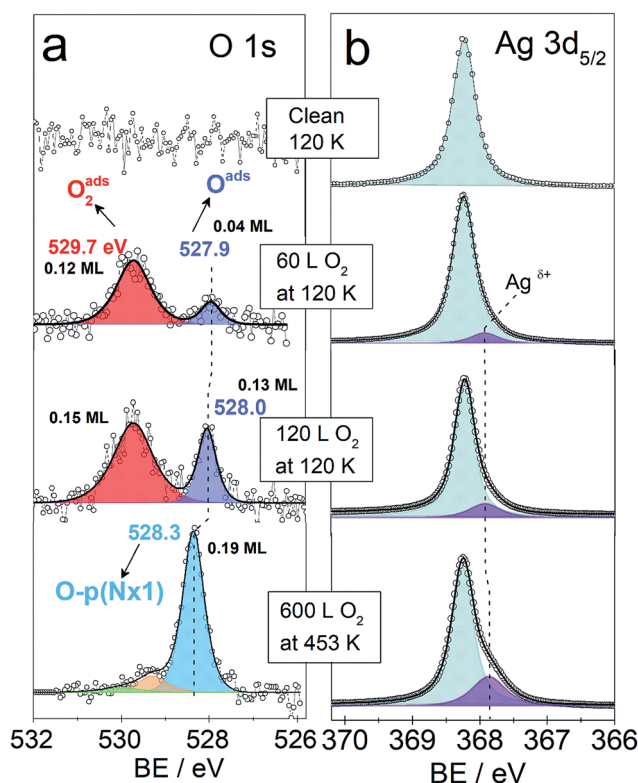 a
O 1s
b
Ag 3d5/2
Clean
120 K
O2ads
Oads
529.7 eV
527.9
0.04 ML
0.12 ML
60 L O2
at 120 K
Ag δ+
0.15 ML
0.13 ML
528.0
120 L O2
at 120 K
528.3
0.19 ML
O-p(Nx1)
600 L O2
at 453 K
532 530 528 526
370 369 368 367 366
BE / eV
BE / eV